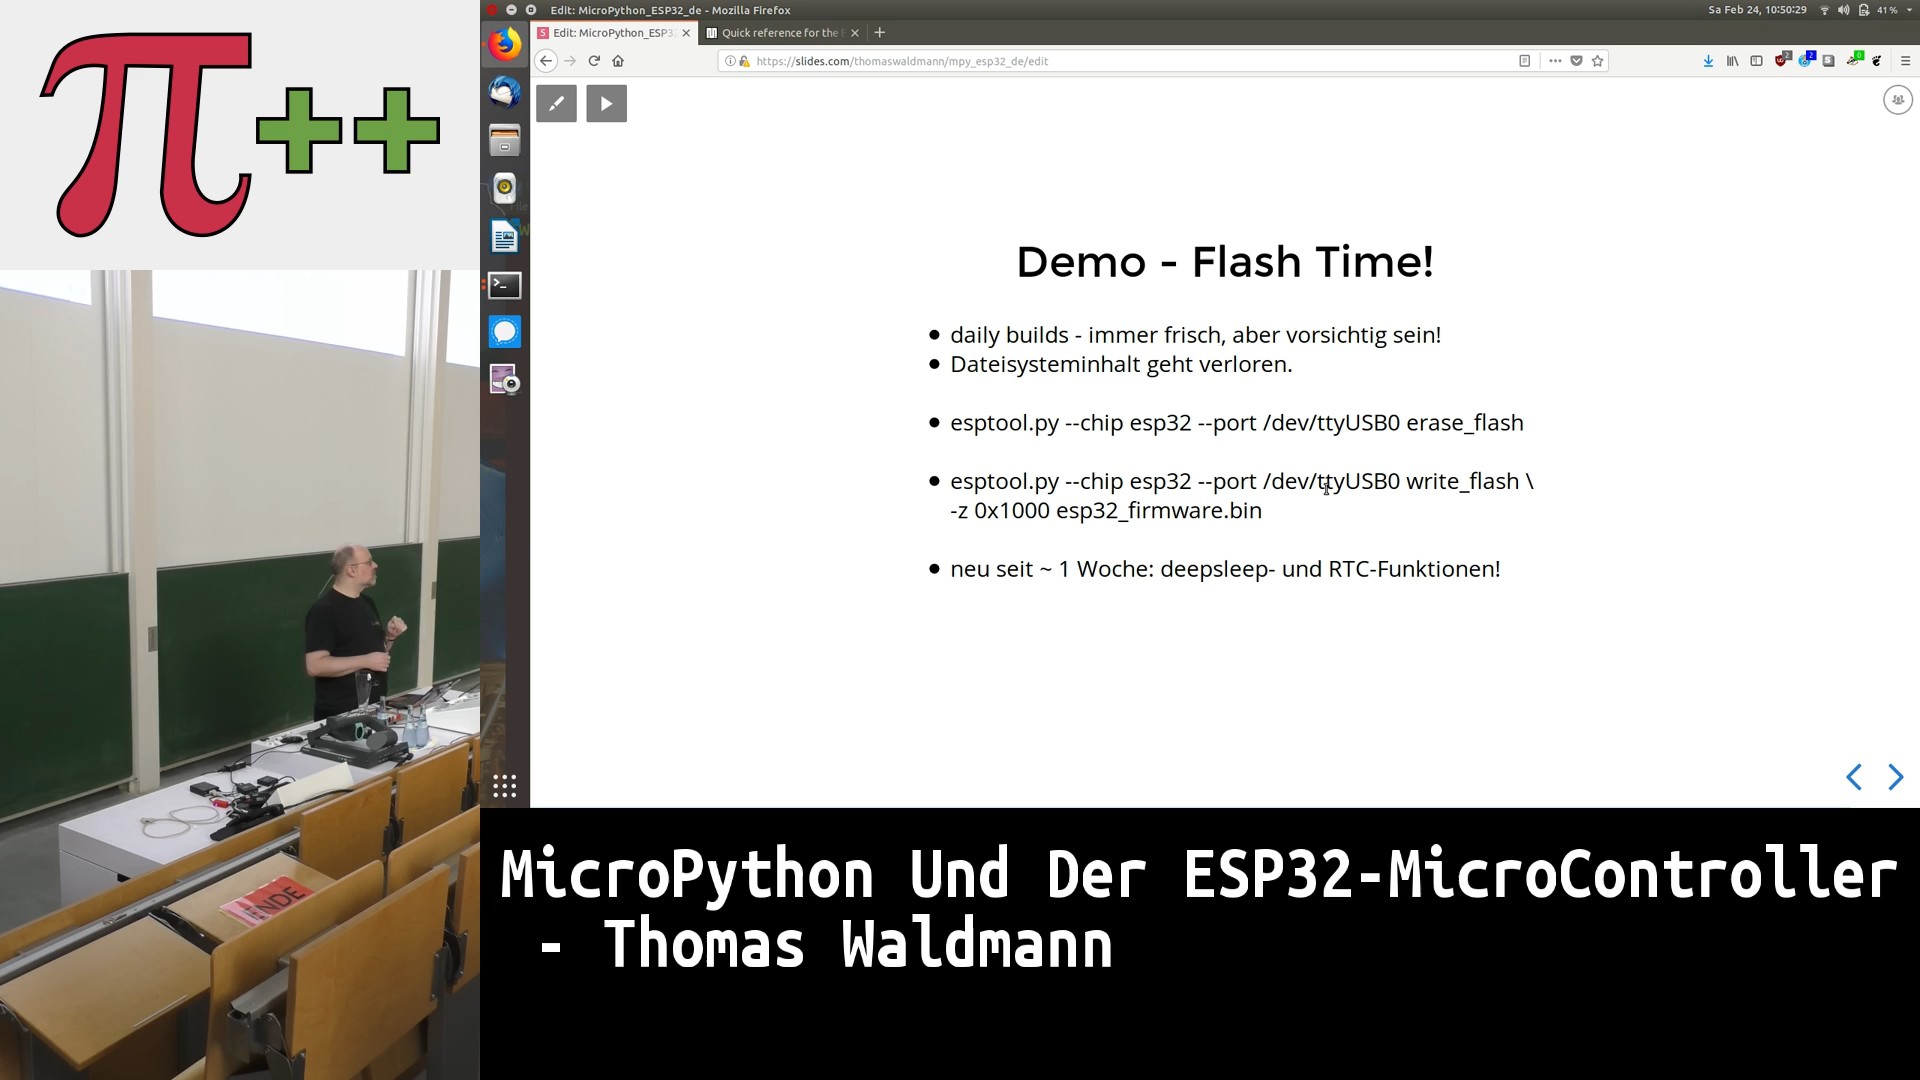 π++
Edit: MicroPython_ESP32_de - Mozilla Firefox
Sa Feb 24, 10:50:29
41%
Edit: MicroPython_ESP3
Quick reference for the
https://slides.com/thomaswaldmann/mpy_esp32_de/edit
Demo - Flash Time!
● daily builds - immer frisch, aber vorsichtig sein!
● Dateisysteminhalt geht verloren.
● esptool.py --chip esp32 --port /dev/ttyUSB0 erase_flash
● esptool.py --chip esp32 --port /dev/ttyUSB0 write_flash \
-z 0x1000 esp32_firmware.bin
● neu seit ~ 1 Woche: deepsleep- und RTC-Funktionen!
ENDE
MicroPython Und Der ESP32-MicroController
- Thomas Waldmann